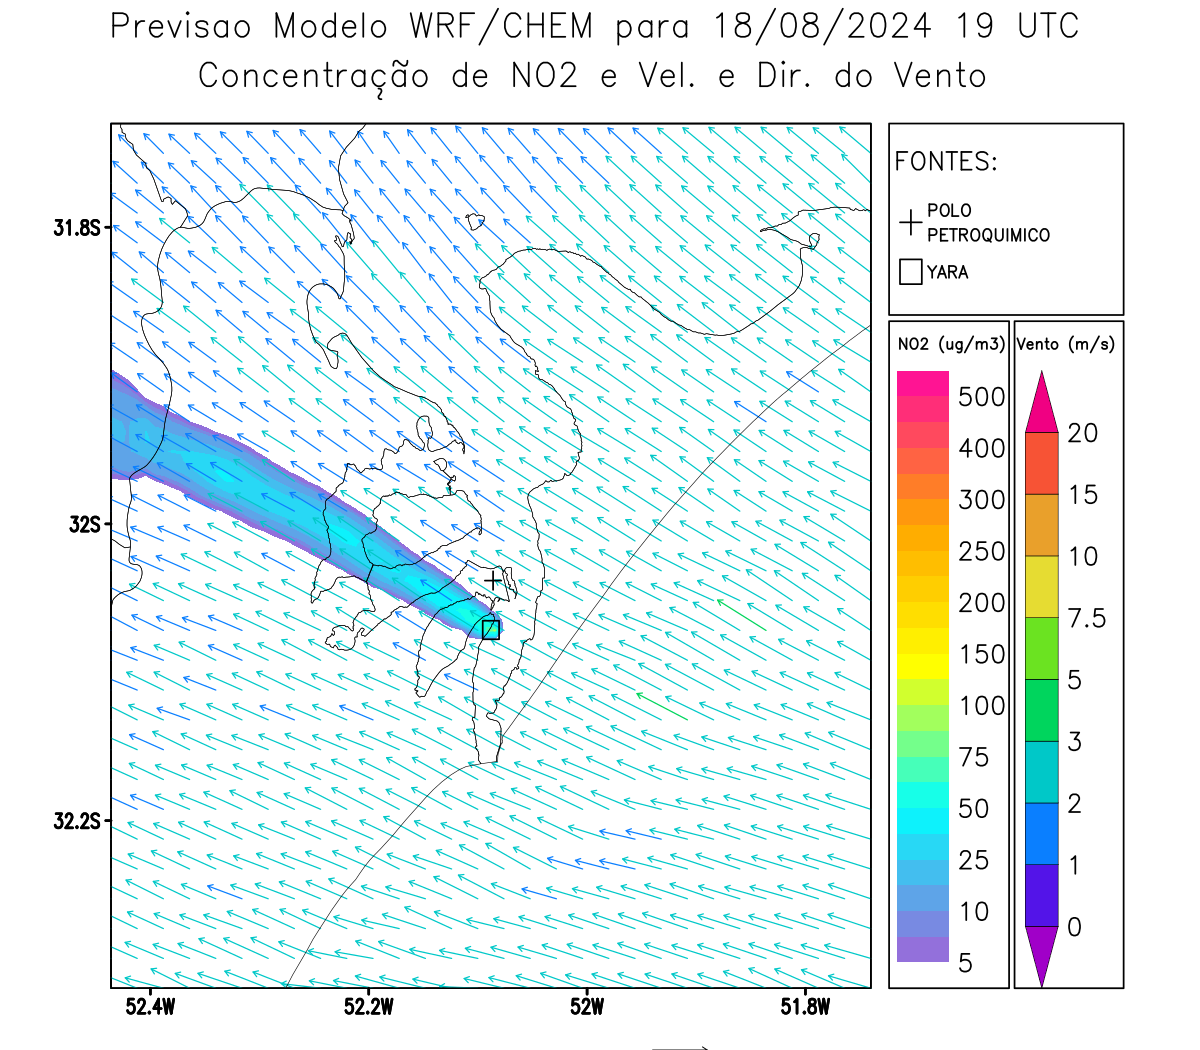 Previsao Modelo WRF/CHEM para 18/08/2024 19 UTC
Concentração de NO2 e Vel. e Dir. do Vento
FONTES:
POLO
PETROQUIMICO
YARA
NO2 (ug/m3)
500
400
300
250
200
150
100
75
50
25
10
5
Vento (m/s)
20
15
10
7.5
5
3
2
1
0
31.8S
32S
32.2S
52.4W
52.2W
52W
51.8W